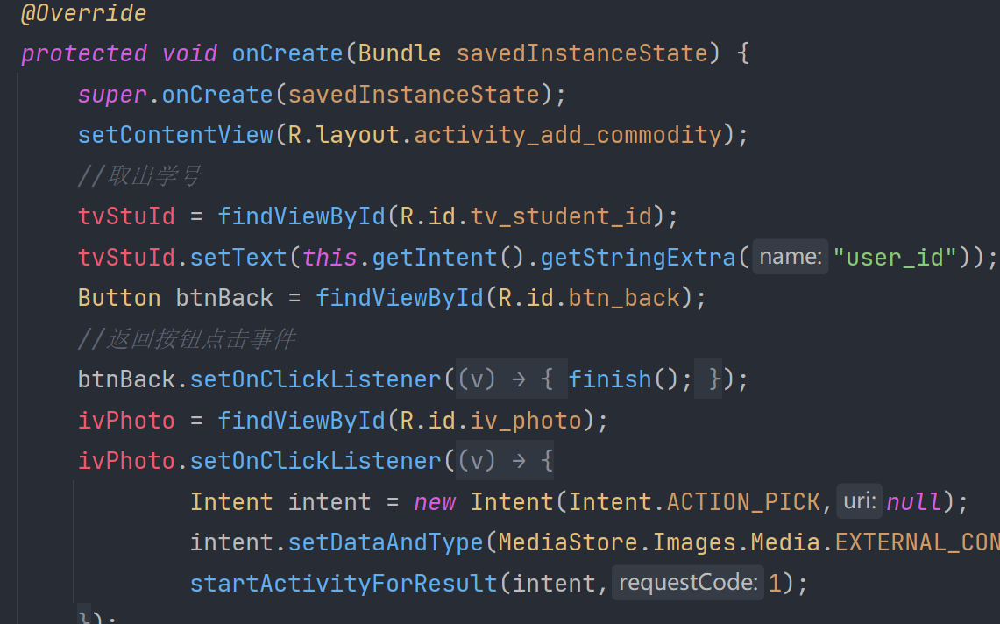 @Override
protected void onCreate(Bundle savedInstanceState) {
super.onCreate(savedInstanceState);
setContentView(R.layout.activity_add_commodity);
//取出学号
tvStuId = findViewById(R.id.tv_student_id);
tvStuId.setText(this.getIntent().getStringExtra( name: "user_id"));
Button btnBack = findViewById(R.id.btn_back);
//返回按钮点击事件
btnBack.setOnClickListener((v) → { finish(); });
ivPhoto = findViewById(R.id.iv_photo);
ivPhoto.setOnClickListener((v) → {
Intent intent = new Intent(Intent.ACTION_PICK, uri: null);
intent.setDataAndType(MediaStore.Images.Media.EXTERNAL_CON
startActivityForResult(intent, requestCode: 1);
});